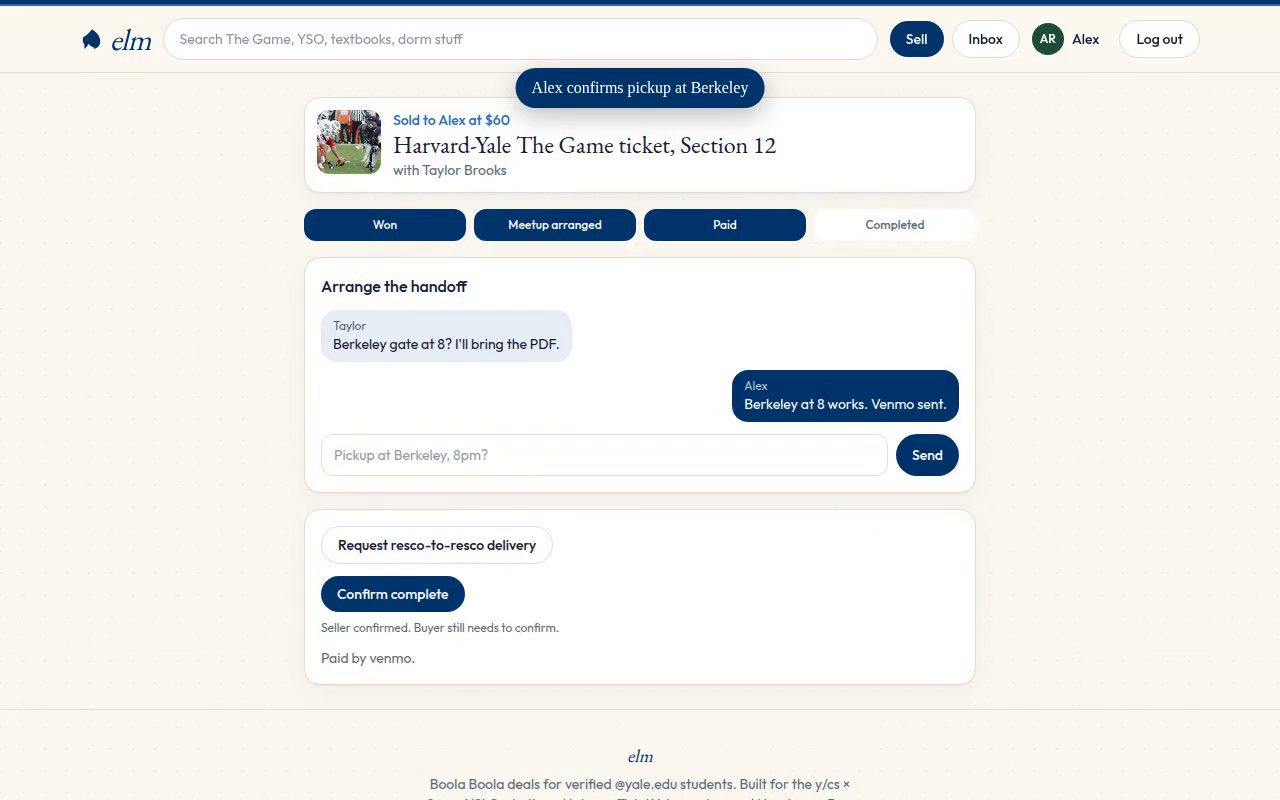 elm
Search The Game, YSO, textbooks, dorm stuff
Sell
Inbox
AR
Alex
Log out
Alex confirms pickup at Berkeley
Sold to Alex at $60
Harvard-Yale The Game ticket, Section 12
with Taylor Brooks
Won
Meetup arranged
Paid
Completed
Arrange the handoff
Taylor
Berkeley gate at 8? I'll bring the PDF.
Alex
Berkeley at 8 works. Venmo sent.
Pickup at Berkeley, 8pm?
Send
Request resco-to-resco delivery
Confirm complete
Seller confirmed. Buyer still needs to confirm.
Paid by venmo.
elm
Boola Boola deals for verified @yale.edu students. Built for the y/cs ×